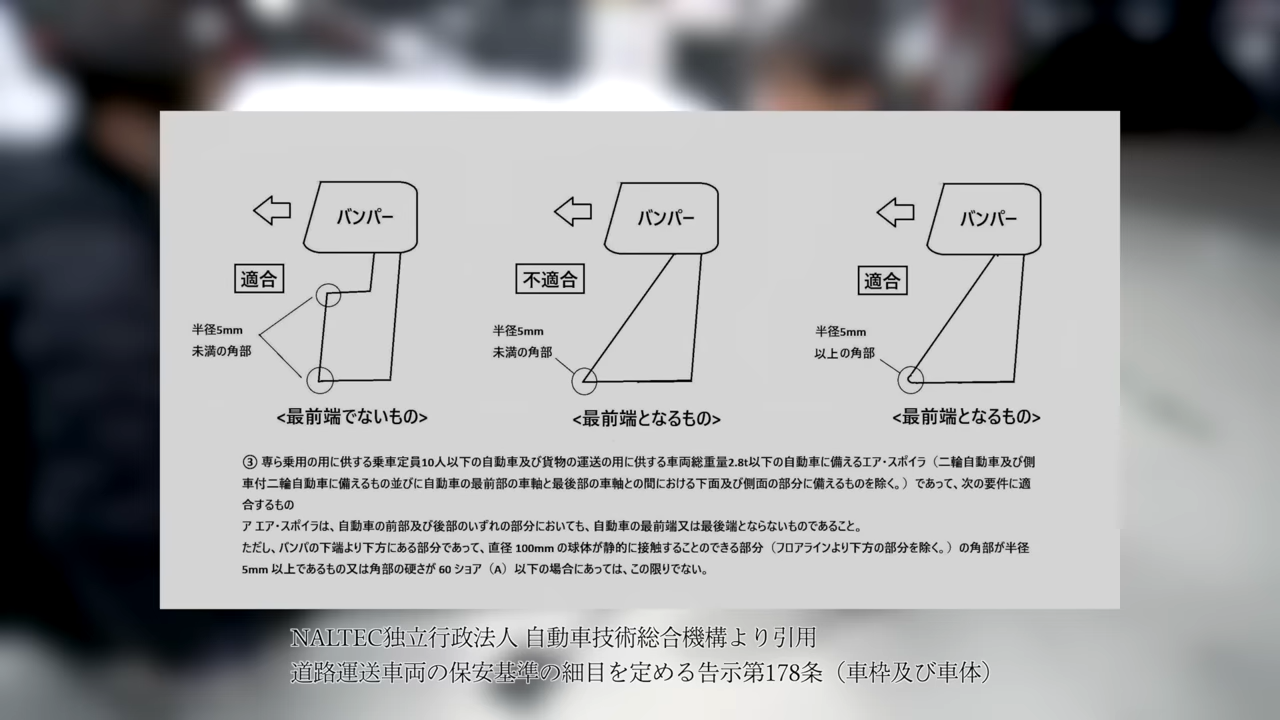 バンパー
適合
半径5mm
未満の角部
<最前端でないもの>
バンパー
不適合
半径5mm
未満の角部
<最前端となるもの>
バンパー
適合
半径5mm
以上の角部
<最前端となるもの>
③ 専ら乗用の用に供する乗車定員10人以下の自動車及び貨物の運送の用に供する車両総重量2.8t以下の自動車に備えるエア・スポイラ（二輪自動車及び側
車付二輪自動車に備えるもの並びに自動車の最前部の車軸と最後部の車軸との間における下面及び側面の部分に備えるものを除く。）であって、次の要件に適
合するもの
ア エア・スポイラは、自動車の前部及び後部のいずれの部分においても、自動車の最前端又は最後端とならないものであること。
ただし、バンパの下端より下方にある部分であって、直径 100mm の球体が静的に接触することのできる部分（フロアラインより下方の部分を除く。）の角部が半径
5mm 以上であるもの又は角部の硬さが 60 ショア（A）以下の場合にあっては、この限りでない。
NALTEC独立行政法人 自動車技術総合機構より引用
道路運送車両の保安基準の細目を定める告示第178条（車枠及び車体）